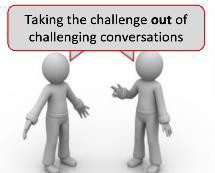 Taking the challenge out of
challenging conversations